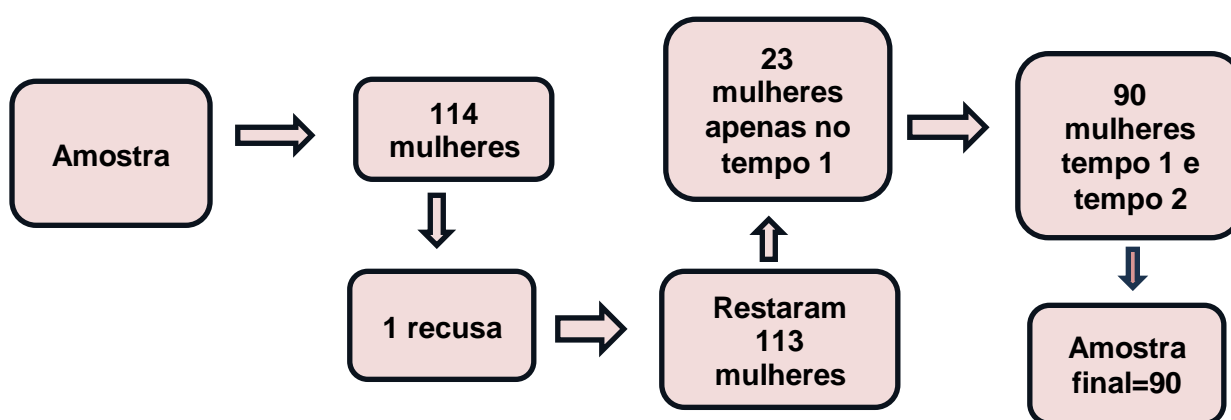 Amostra
114
mulheres
1 recusa
Restaram
113
mulheres
23
mulheres
apenas no
tempo 1
90
mulheres
tempo 1 e
tempo 2
Amostra
final=90